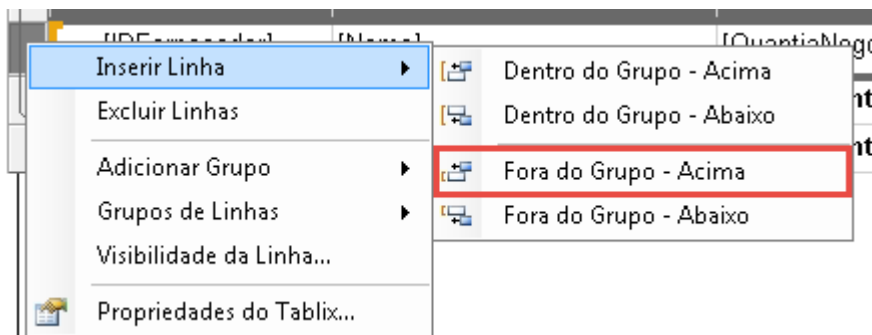 Inserir Linha
Excluir Linhas
Adicionar Grupo
Grupos de Linhas
Visibilidade da Linha...
Propriedades do Tablix...
Dentro do Grupo - Acima
Dentro do Grupo - Abaixo
Fora do Grupo - Acima
Fora do Grupo - Abaixo